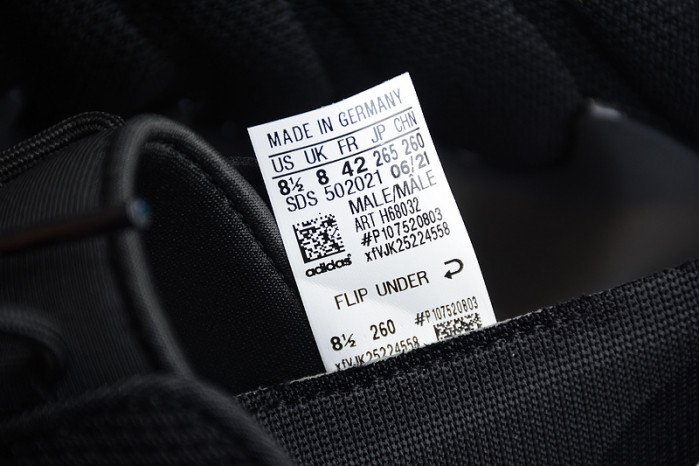 MADE IN GERMANY
US UK FR JP CHN
8½ 8 42 265 260
SDS 502021 06/21
MALE/MALE
ART H68032
#P107520803
xfVJK25224558
adidas
FLIP UNDER
8½ 260 #P107520803
xfVJK25224558